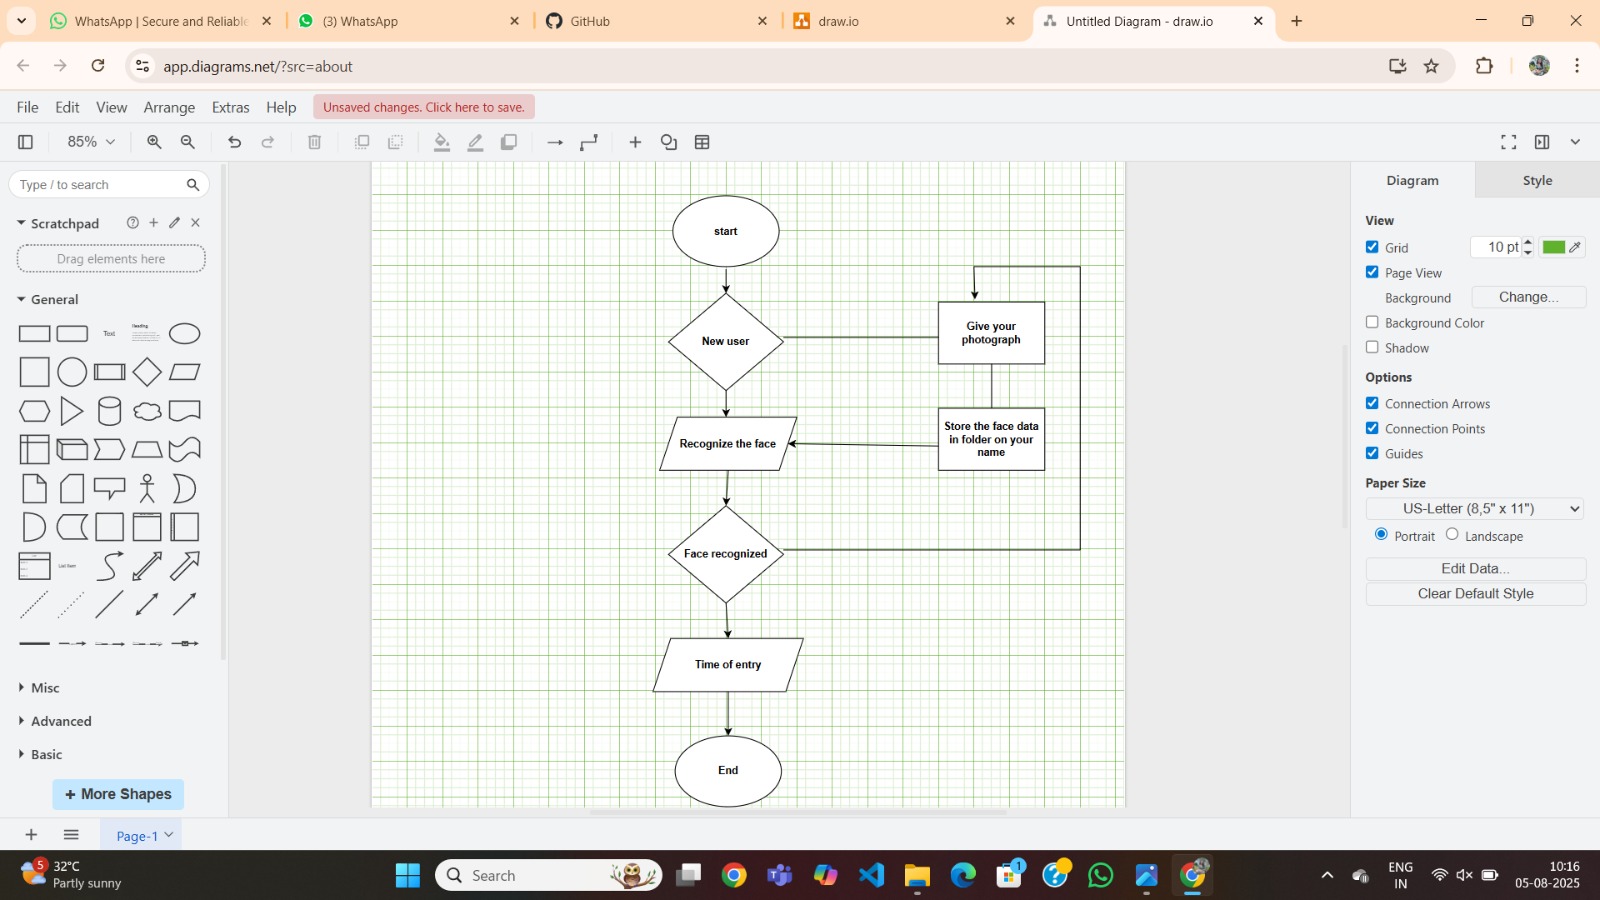 WhatsApp | Secure and Reliable
(3) WhatsApp
GitHub
draw.io
Untitled Diagram - draw.io
app.diagrams.net/?src=about
File Edit View Arrange Extras Help Unsaved changes. Click here to save.
85%
Type / to search
Scratchpad
Drag elements here
General
Text
Heading
List Item
Misc
Advanced
Basic
+ More Shapes
start
New user
Give your
photograph
Recognize the face
Store the face data
in folder on your
name
Face recognized
Time of entry
End
Diagram Style
View
Grid 10 pt
Page View
Background Change...
Background Color
Shadow
Options
Connection Arrows
Connection Points
Guides
Paper Size
US-Letter (8,5" x 11")
Portrait Landscape
Edit Data...
Clear Default Style
Page-1
5
32°C
Partly sunny
Search
1
ENG
IN
10:16
05-08-2025